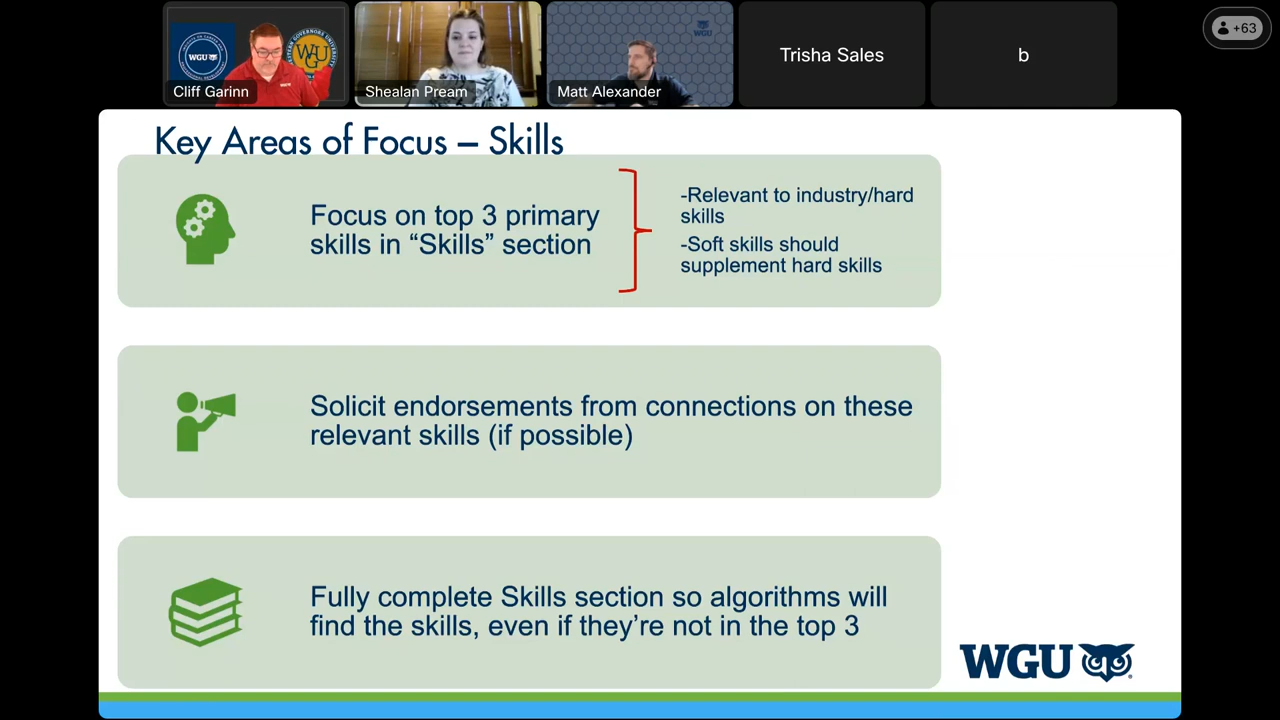 WGU
WGU
WGU
+63
Trisha Sales
b
Cliff Garinn
Shealan Pream
Matt Alexander
Key Areas of Focus – Skills
Focus on top 3 primary
skills in “Skills” section
-Relevant to industry/hard
skills
-Soft skills should
supplement hard skills
Solicit endorsements from connections on these
relevant skills (if possible)
Fully complete Skills section so algorithms will
find the skills, even if they’re not in the top 3
WGU